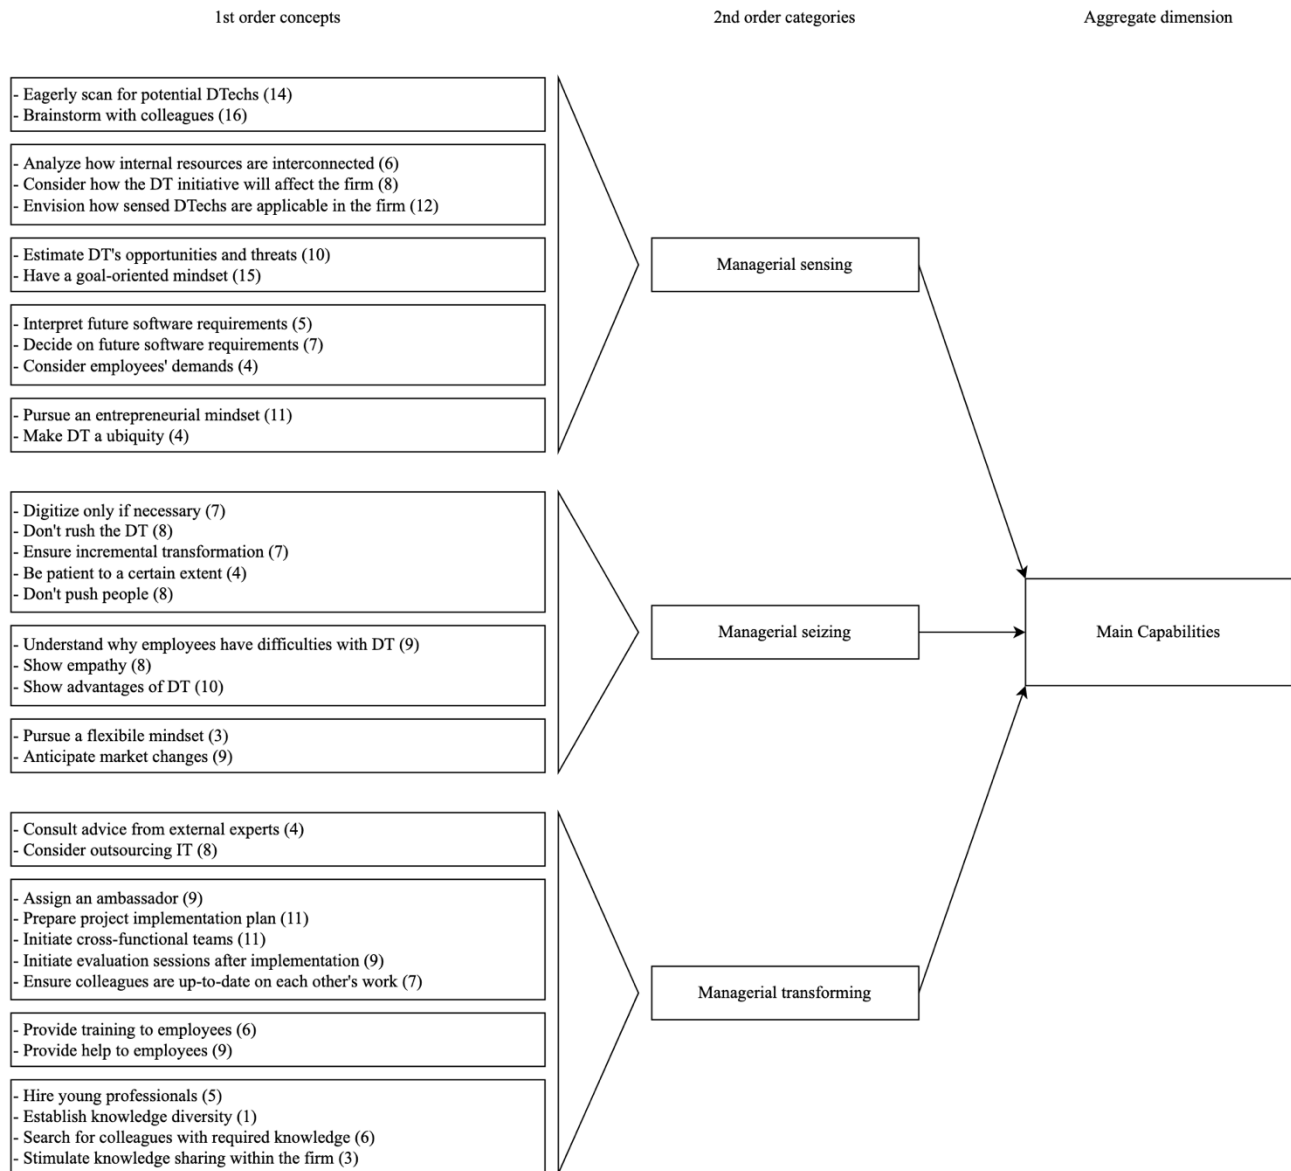 1st order concepts
2nd order categories
Aggregate dimension
- Eagerly scan for potential DTechs (14)
- Brainstorm with colleagues (16)
- Analyze how internal resources are interconnected (6)
- Consider how the DT initiative will affect the firm (8)
- Envision how sensed DTechs are applicable in the firm (12)
- Estimate DT's opportunities and threats (10)
- Have a goal-oriented mindset (15)
- Interpret future software requirements (5)
- Decide on future software requirements (7)
- Consider employees' demands (4)
- Pursue an entrepreneurial mindset (11)
- Make DT a ubiquity (4)
Managerial sensing
- Digitize only if necessary (7)
- Don't rush the DT (8)
- Ensure incremental transformation (7)
- Be patient to a certain extent (4)
- Don't push people (8)
- Understand why employees have difficulties with DT (9)
- Show empathy (8)
- Show advantages of DT (10)
- Pursue a flexibile mindset (3)
- Anticipate market changes (9)
Managerial seizing
Main Capabilities
- Consult advice from external experts (4)
- Consider outsourcing IT (8)
- Assign an ambassador (9)
- Prepare project implementation plan (11)
- Initiate cross-functional teams (11)
- Initiate evaluation sessions after implementation (9)
- Ensure colleagues are up-to-date on each other's work (7)
- Provide training to employees (6)
- Provide help to employees (9)
- Hire young professionals (5)
- Establish knowledge diversity (1)
- Search for colleagues with required knowledge (6)
- Stimulate knowledge sharing within the firm (3)
Managerial transforming